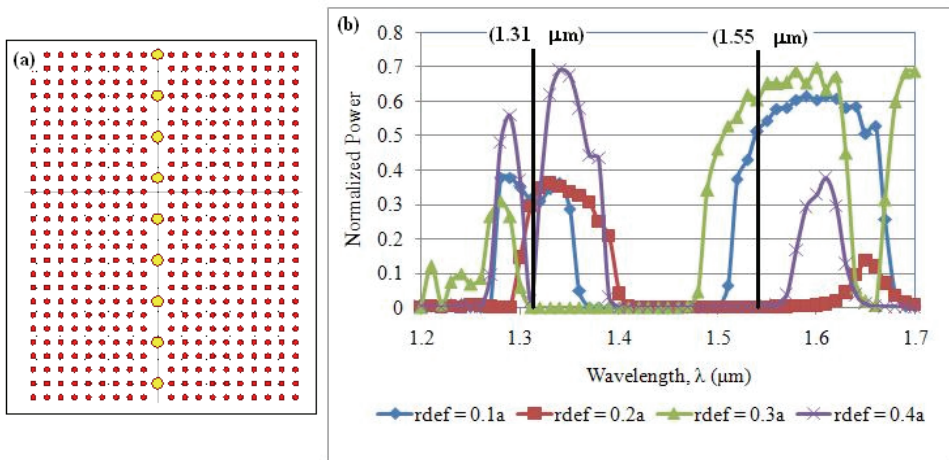 (a)
(b)
(1.31 μm)
(1.55 μm)
0.8
0.7
0.6
0.5
0.4
0.3
0.2
0.1
0
Normalized Power
1.2 1.3 1.4 1.5 1.6 1.7
Wavelength, λ (μm)
rdef = 0.1a rdef = 0.2a rdef = 0.3a rdef = 0.4a